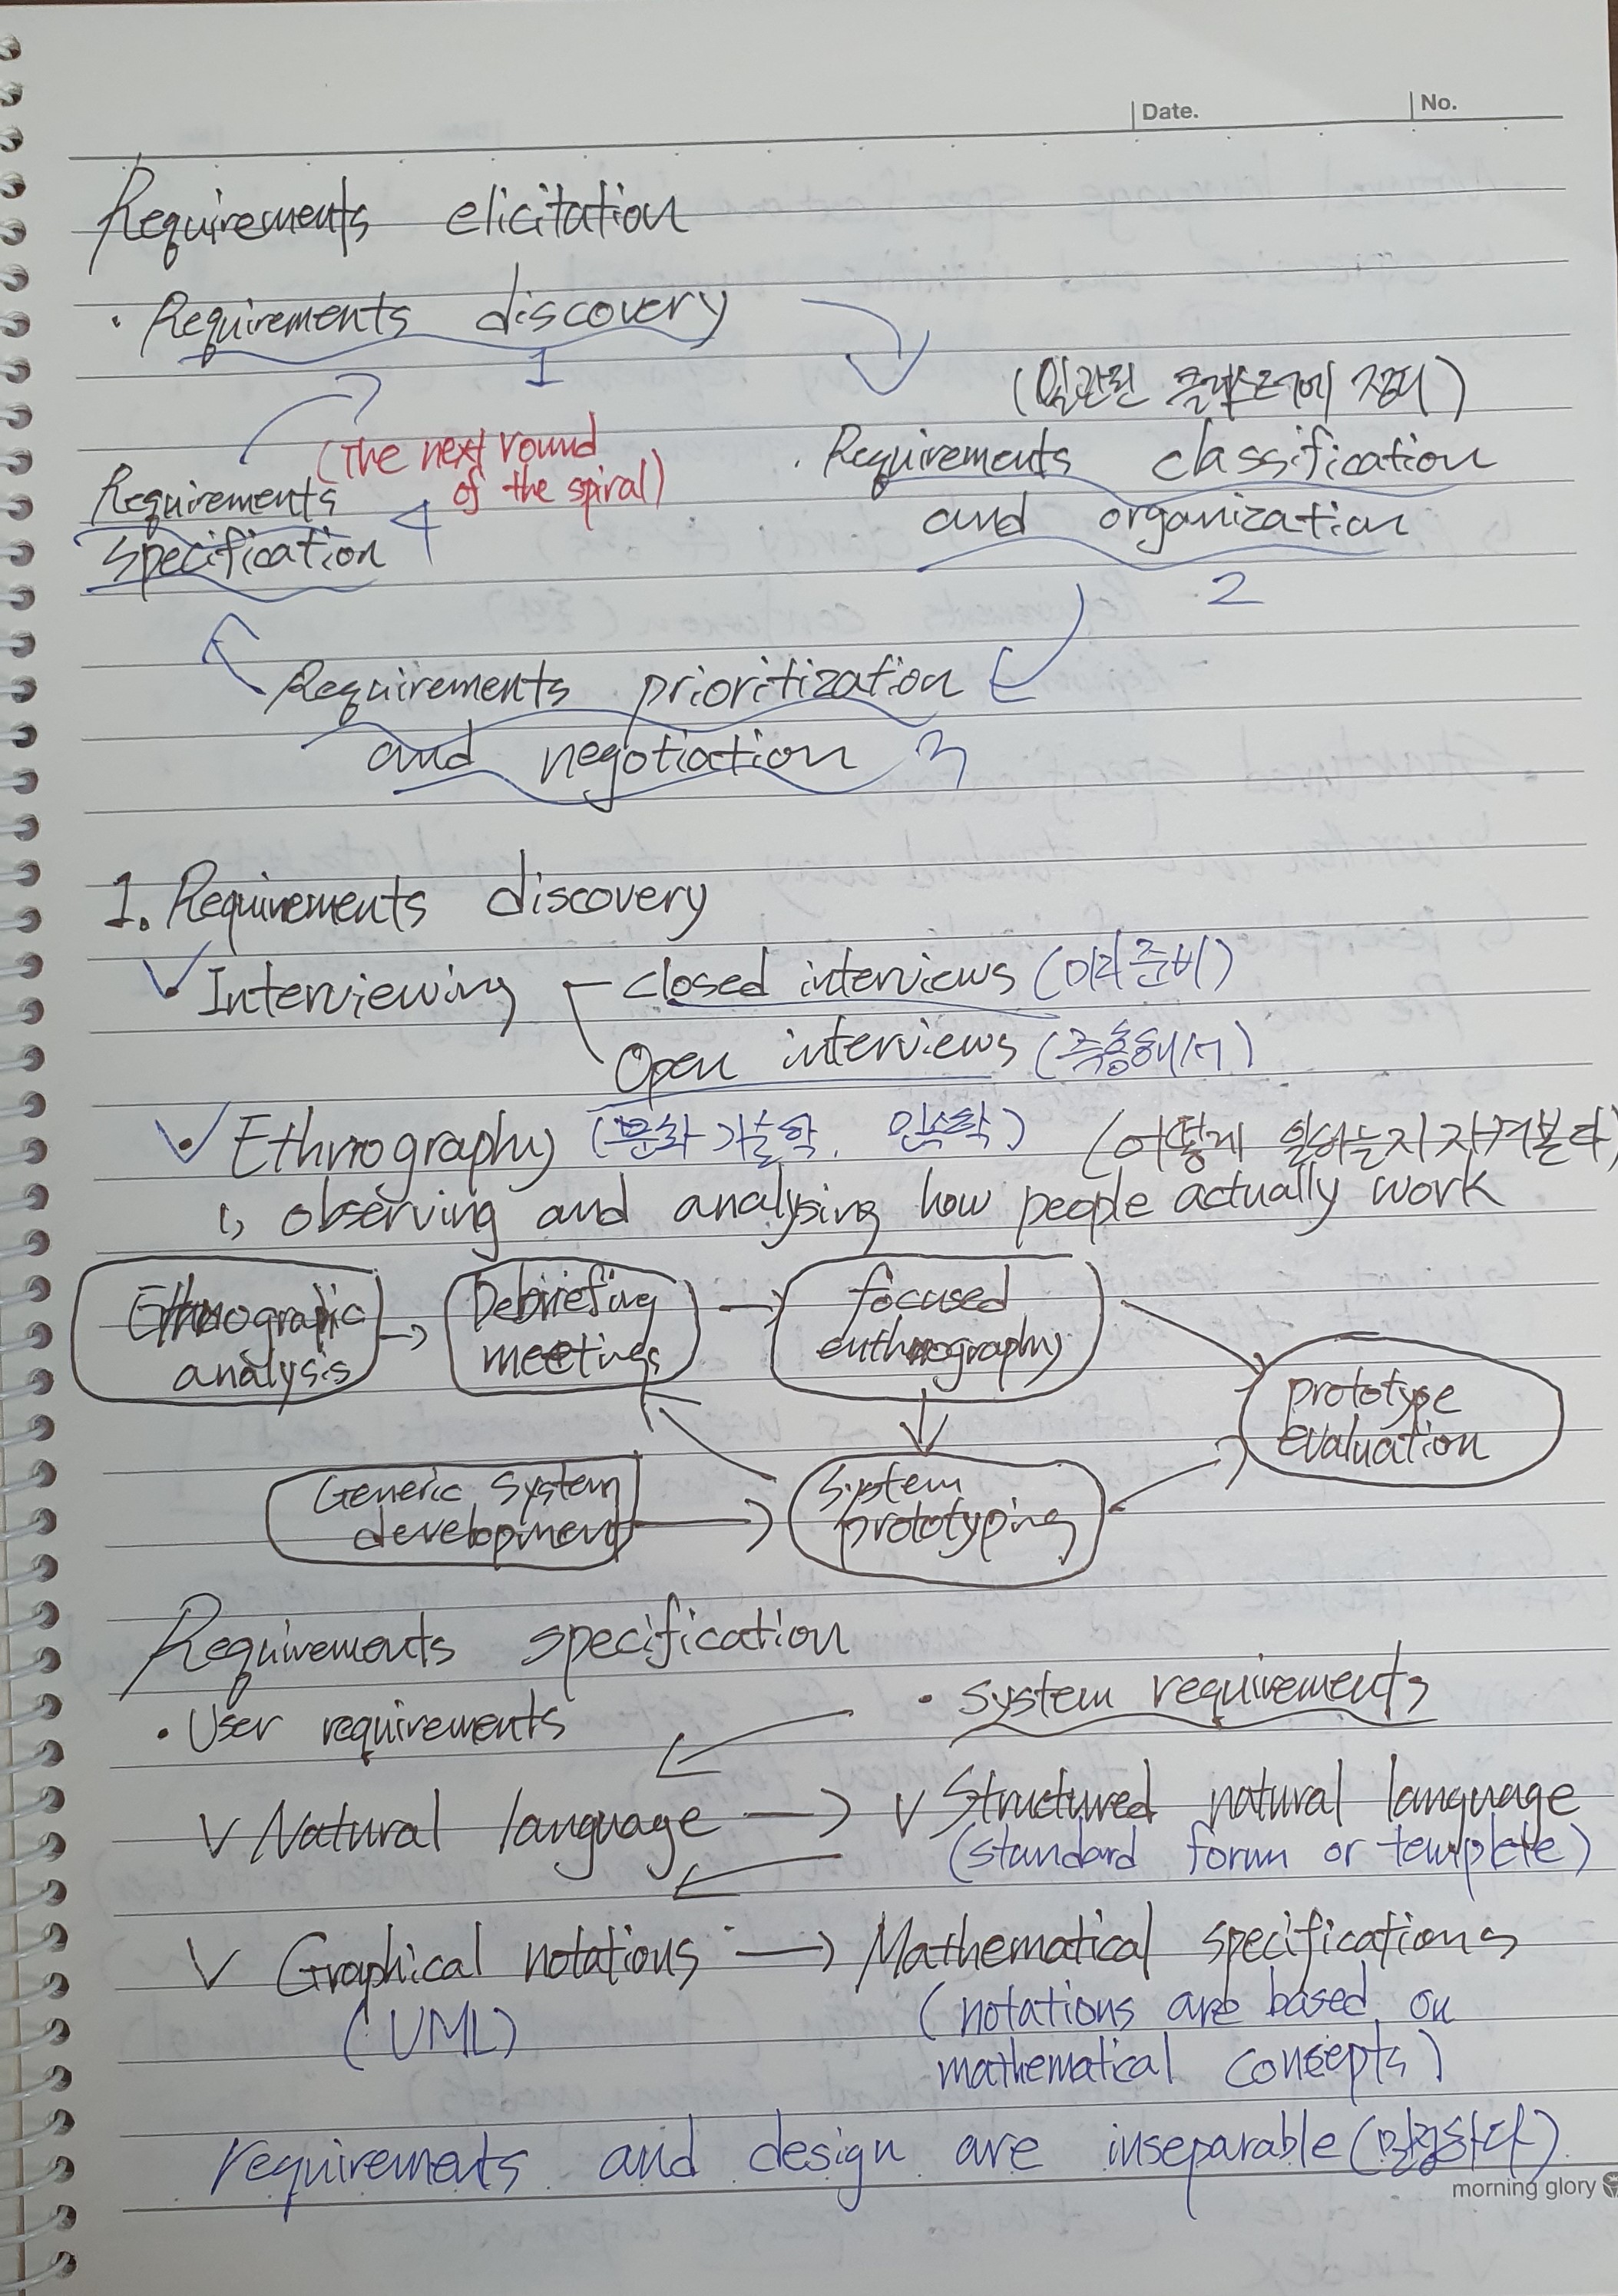 Date.
No.
Requirements elicitation
· Requirements discovery
1
(일관된 클러스터에 정리)
(The next round
of the spiral)
· Requirements classification
and organization
2
Requirements
specification
4
Requirements prioritization
and negotiation 3
1. Requirements discovery
V • Interviewing
closed interviews (미리 준비)
Open interviews (즉흥해서)
V • Ethnography (문화 기술학, 민속학) (어떻게 일하는지 지켜본다)
observing and analysing how people actually work
Ethnographic
analysis
Debriefing
meetings
focused
enthnography
prototype
evaluation
Generic system
development
System
prototyping
Requirements specification
· User requirements
· System requirements
V Natural language → V Structured natural language
(standard form or template)
V Graphical notations → Mathematical specifications
(UML)
(notations are based on
mathematical concepts)
requirements and design are inseparable (밀접하다)
morning glory